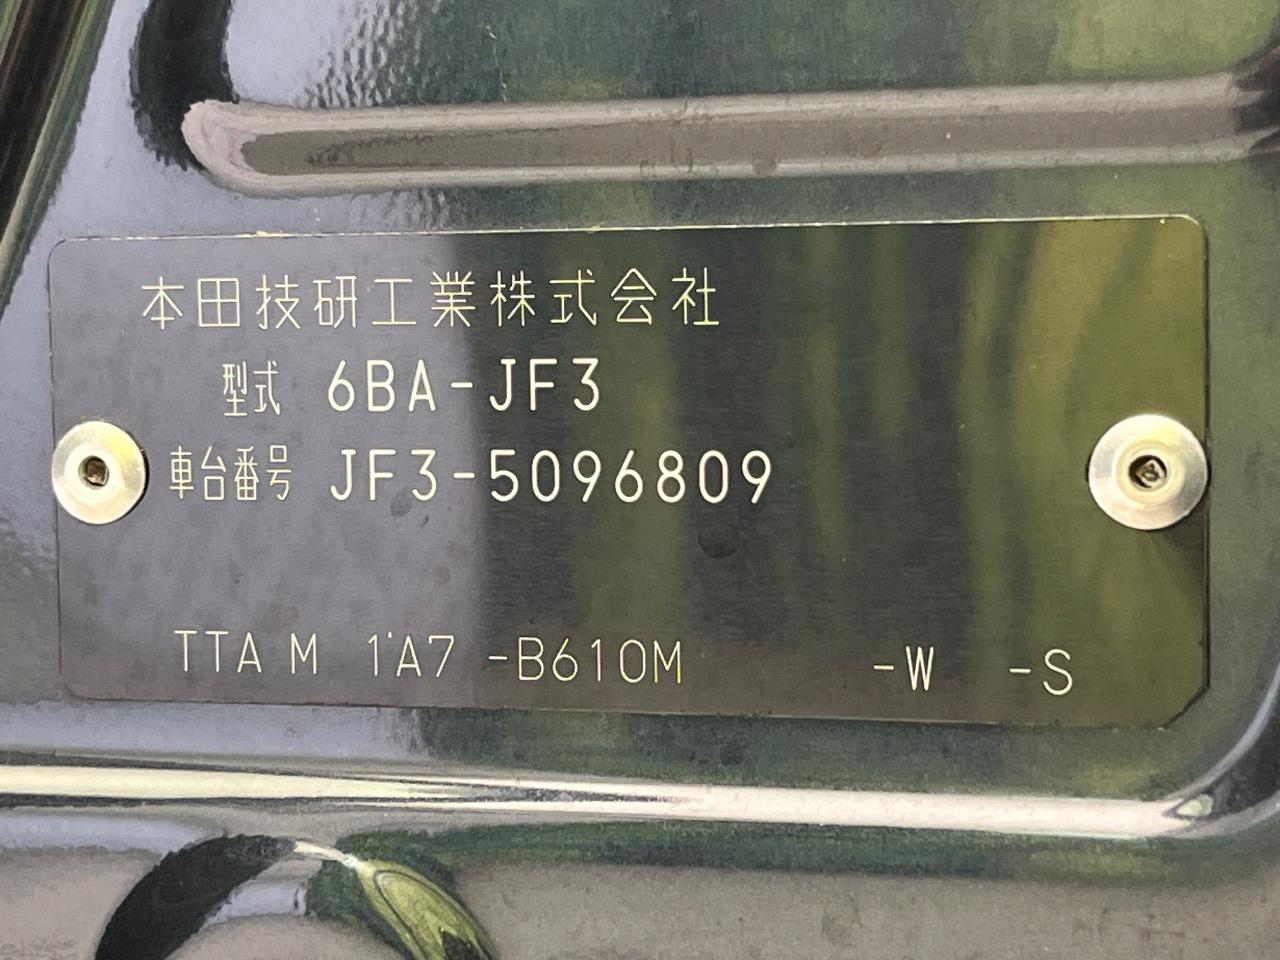 本田技研工業株式会社
型式 6BA-JF3
車台番号 JF3-5096809
TTA M 1A7 -B610M -W -S